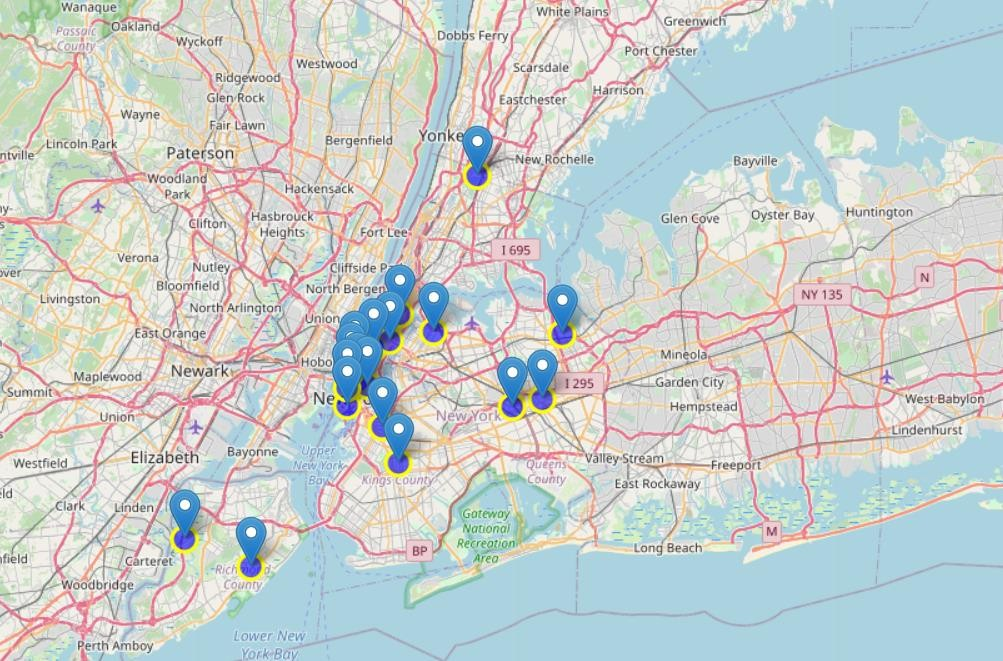 Wanaque
Oakland
White Plains
Greenwich
Passaic
County
Wyckoff
Dobbs Ferry
Port Chester
Westwood
Scarsdale
Ridgewood
Harrison
Glen Rock
Eastchester
Wayne
Fair Lawn
Yonke
Lincoln Park
Bergenfield
Paterson
New Rochelle
Bayville
Woodland
Park
Hackensack
Huntington
Clifton
Hasbrouck
Heights
Glen Cove
Oyster Bay
Fort Lee
I 695
Verona
Nutley
Cliffside Pa
N
Bloomfield
North Bergen
NY 135
Livingston
North Arlington
Union
East Orange
Mineola
Hobo
Newark
Maplewood
I 295
Garden City
Summit
Ne
West Babylon
Hempstead
Union
New York
Lindenhurst
Elizabeth
Bayonne
Upper
New York
Bay
Valley Stream
Westfield
Freeport
Queens
County
Kings County
East Rockaway
Clark
Linden
Gateway
National
Recreation
Area
M
BP
Long Beach
Carteret
Richmond
County
Woodbridge
Lower New
York Bay
Perth Amboy